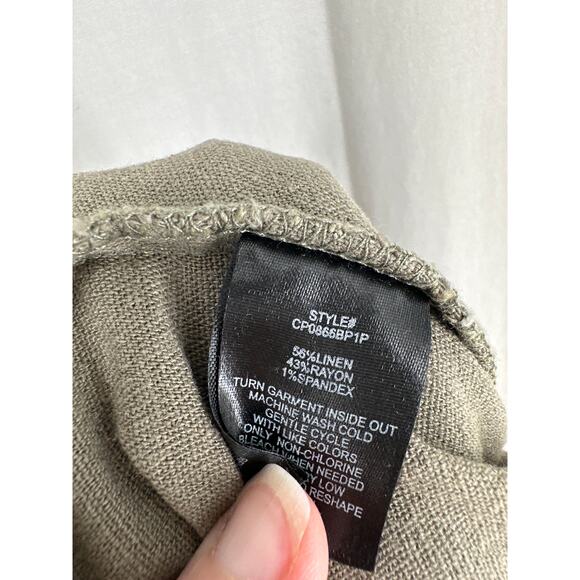 STYLE#
CP0866BP1P
56%LINEN
43%RAYON
1%SPANDEX
TURN GARMENT INSIDE OUT
MACHINE WASH COLD
GENTLE CYCLE
WITH LIKE COLORS
ONLY NON-CHLORINE
BLEACH WHEN NEEDED
LOW
RESHAPE